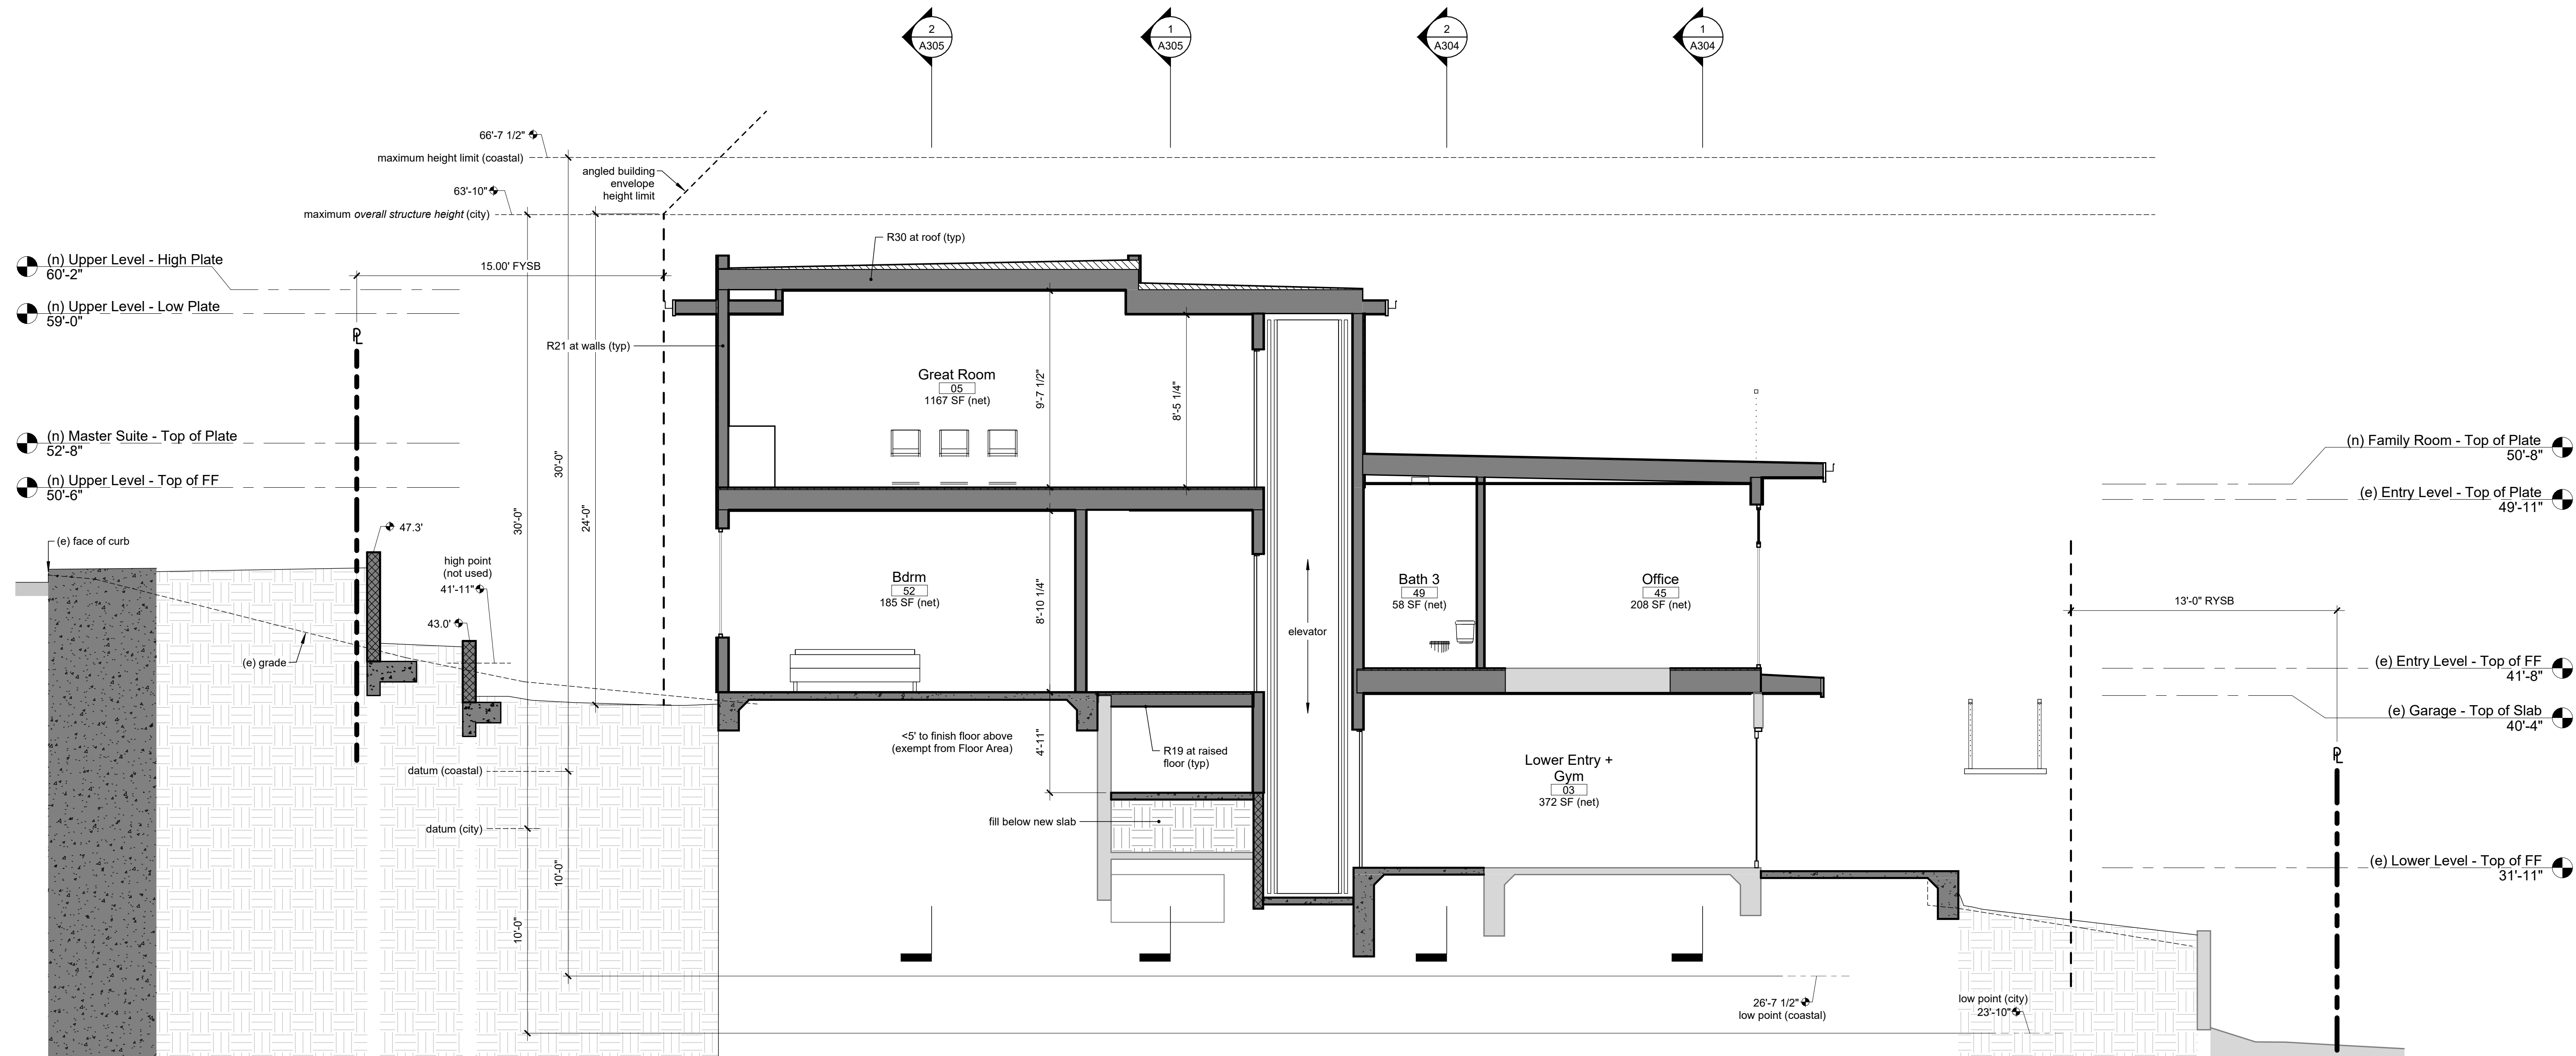 2
A305
1
A305
2
A304
1
A304
66'-7 1/2"
maximum height limit (coastal)
angled building
envelope
height limit
63'-10"
maximum overall structure height (city)
R30 at roof (typ)
(n) Upper Level - High Plate
60'-2"
15.00' FYSB
(n) Upper Level - Low Plate
59'-0"
PL
R21 at walls (typ)
Great Room
05
1167 SF (net)
9'-7 1/2"
8'-5 1/4"
(n) Master Suite - Top of Plate
52'-8"
(n) Upper Level - Top of FF
50'-6"
30'-0"
30'-0"
24'-0"
(n) Family Room - Top of Plate
50'-8"
(e) Entry Level - Top of Plate
49'-11"
47.3'
(e) face of curb
high point
(not used)
41'-11"
43.0'
(e) grade
Bdrm
52
185 SF (net)
8'-10 1/4"
elevator
Bath 3
49
58 SF (net)
Office
45
208 SF (net)
13'-0" RYSB
(e) Entry Level - Top of FF
41'-8"
(e) Garage - Top of Slab
40'-4"
PL
<5' to finish floor above
(exempt from Floor Area)
4'-11"
R19 at raised
floor (typ)
datum (coastal)
Lower Entry +
Gym
03
372 SF (net)
datum (city)
fill below new slab
10'-0"
10'-0"
(e) Lower Level - Top of FF
31'-11"
26'-7 1/2"
low point (coastal)
low point (city)
23'-10"